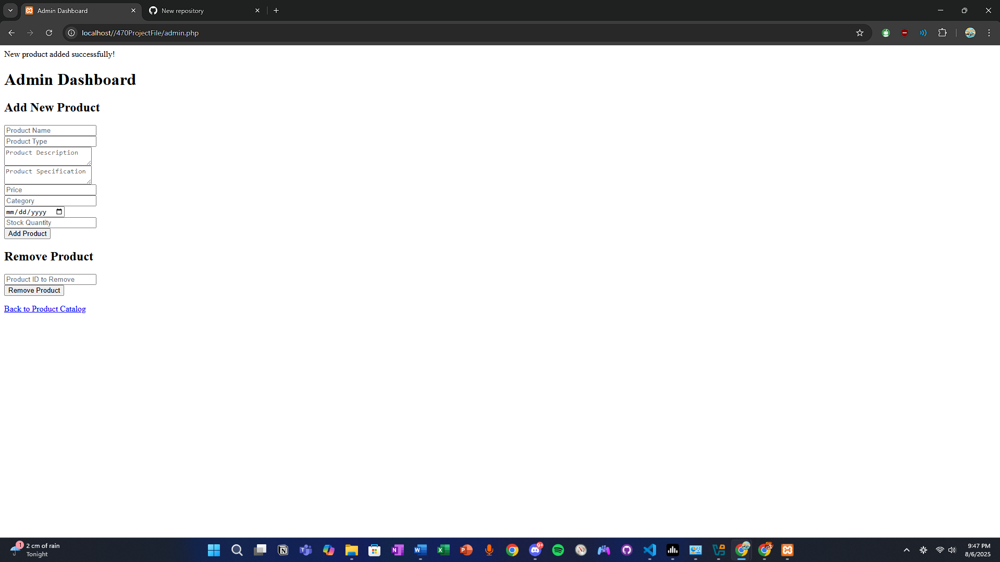 Admin Dashboard
New repository
localhost//470ProjectFile/admin.php
New product added successfully!
Admin Dashboard
Add New Product
Product Name
Product Type
Product Description
Product Specification
Price
Category
mm/dd/yyyy
Stock Quantity
Add Product
Remove Product
Product ID to Remove
Remove Product
Back to Product Catalog
1
2 cm of rain
Tonight
9+
9:47 PM
8/6/2025